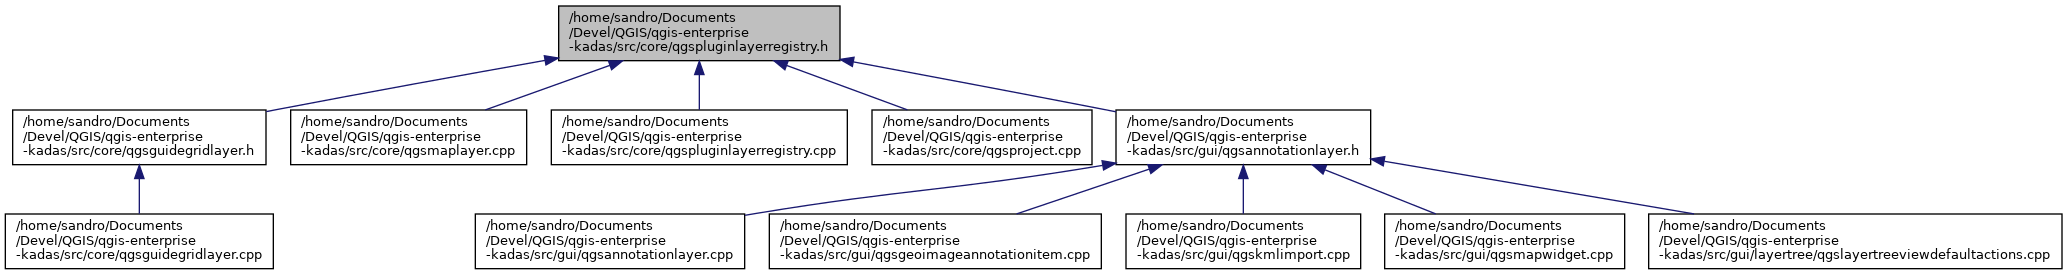 /home/sandro/Documents
/Devel/QGIS/qgis-enterprise
-kadas/src/core/qgspluginlayerregistry.h
/home/sandro/Documents
/Devel/QGIS/qgis-enterprise
-kadas/src/core/qgsguidegridlayer.h
/home/sandro/Documents
/Devel/QGIS/qgis-enterprise
-kadas/src/core/qgsmaplayer.cpp
/home/sandro/Documents
/Devel/QGIS/qgis-enterprise
-kadas/src/core/qgspluginlayerregistry.cpp
/home/sandro/Documents
/Devel/QGIS/qgis-enterprise
-kadas/src/core/qgsproject.cpp
/home/sandro/Documents
/Devel/QGIS/qgis-enterprise
-kadas/src/gui/qgsannotationlayer.h
/home/sandro/Documents
/Devel/QGIS/qgis-enterprise
-kadas/src/core/qgsguidegridlayer.cpp
/home/sandro/Documents
/Devel/QGIS/qgis-enterprise
-kadas/src/gui/qgsannotationlayer.cpp
/home/sandro/Documents
/Devel/QGIS/qgis-enterprise
-kadas/src/gui/qgsgeoimageannotationitem.cpp
/home/sandro/Documents
/Devel/QGIS/qgis-enterprise
-kadas/src/gui/qgskmlimport.cpp
/home/sandro/Documents
/Devel/QGIS/qgis-enterprise
-kadas/src/gui/qgsmapwidget.cpp
/home/sandro/Documents
/Devel/QGIS/qgis-enterprise
-kadas/src/gui/layertree/qgslayertreeviewdefaultactions.cpp